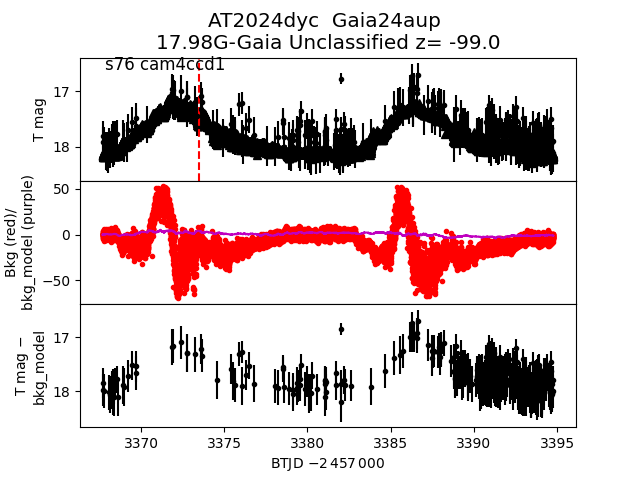 AT2024dyc  Gaia24aup
17.98G-Gaia Unclassified z= -99.0
s76 cam4ccd1
T mag
17
18
Bkg (red)/
bkg_model (purple)
50
0
−50
T mag −
bkg_model
17
18
3370 3375 3380 3385 3390 3395
BTJD −2 457 000